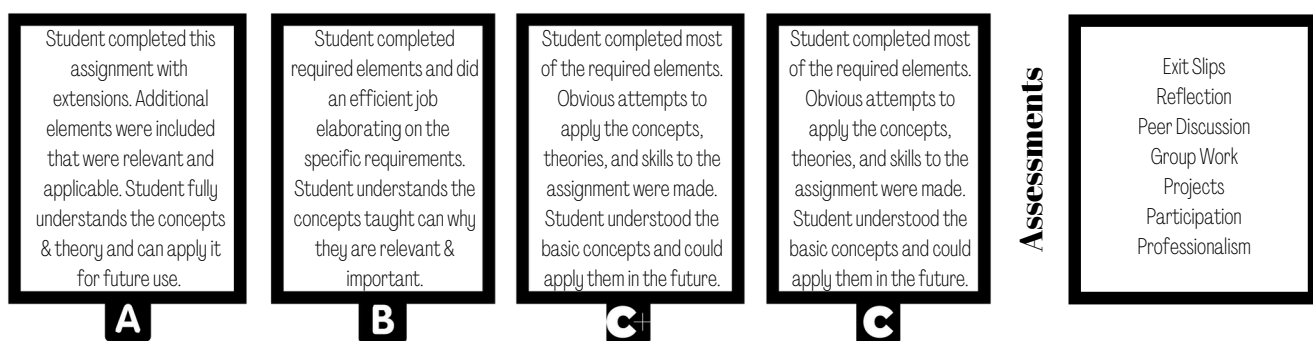 Student completed this
assignment with
extensions. Additional
elements were included
that were relevant and
applicable. Student fully
understands the concepts
& theory and can apply it
for future use.
A
Student completed
required elements and did
an efficient job
elaborating on the
specific requirements.
Student understands the
concepts taught can why
they are relevant &
important.
B
Student completed most
of the required elements.
Obvious attempts to
apply the concepts,
theories, and skills to the
assignment were made.
Student understood the
basic concepts and could
apply them in the future.
C+
Student completed most
of the required elements.
Obvious attempts to
apply the concepts,
theories, and skills to the
assignment were made.
Student understood the
basic concepts and could
apply them in the future.
C
Assessments
Exit Slips
Reflection
Peer Discussion
Group Work
Projects
Participation
Professionalism